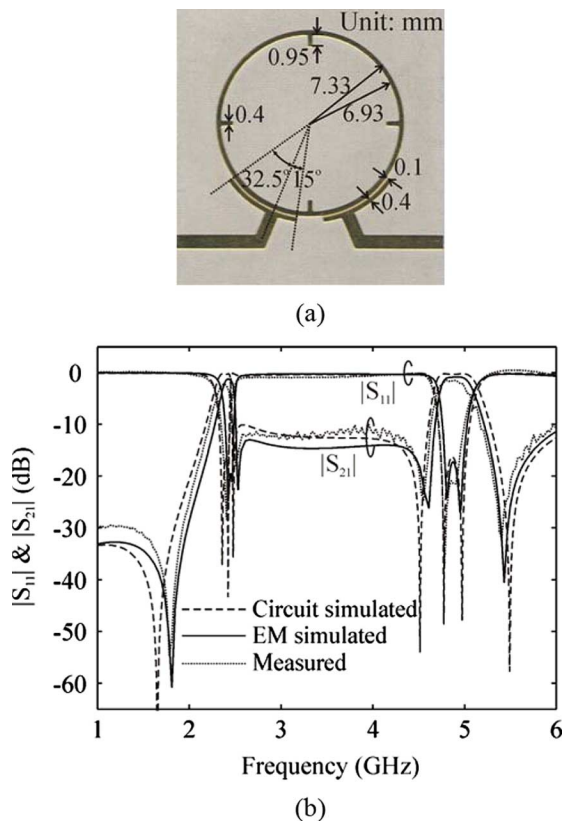 Unit: mm
0.95
7.33
6.93
0.4
32.5° 15°
0.1
0.4
(a)
0
-10
-20
-30
-40
-50
-60
|S₁₁| & |S₂₁| (dB)
|S₁₁|
|S₂₁|
Circuit simulated
EM simulated
Measured
1 2 3 4 5 6
Frequency (GHz)
(b)